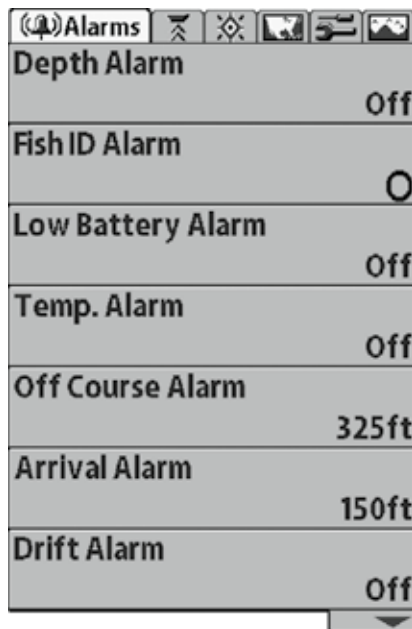 Alarms
Depth Alarm
Off
Fish ID Alarm
O
Low Battery Alarm
Off
Temp. Alarm
Off
Off Course Alarm
325ft
Arrival Alarm
150ft
Drift Alarm
Off